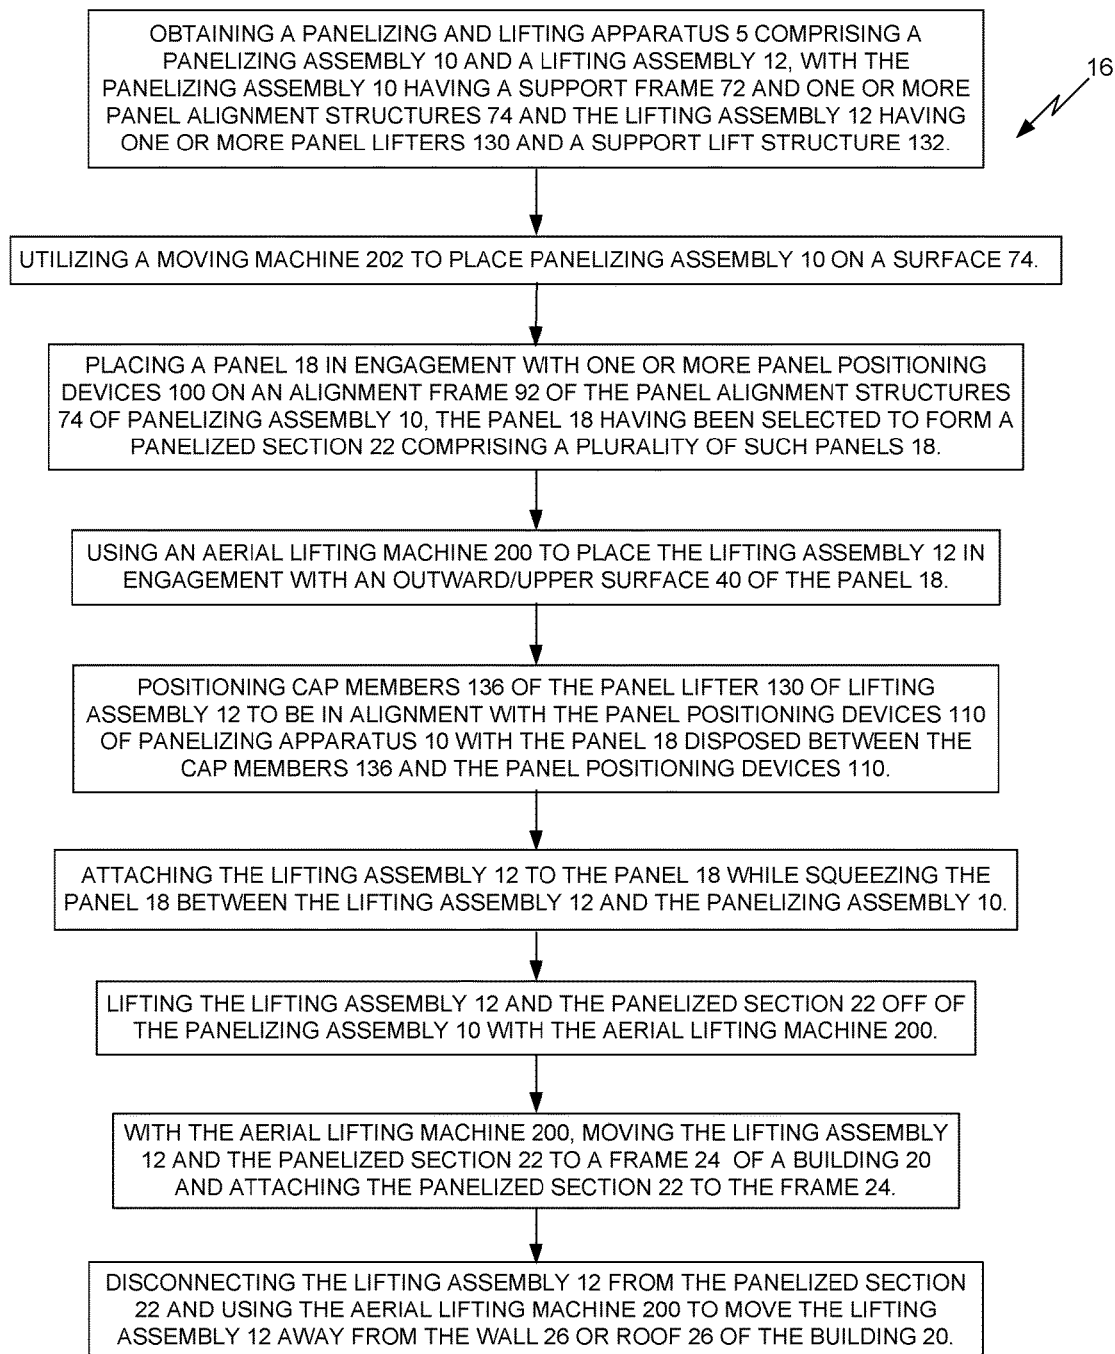 OBTAINING A PANELIZING AND LIFTING APPARATUS 5 COMPRISING A
PANELIZING ASSEMBLY 10 AND A LIFTING ASSEMBLY 12, WITH THE
PANELIZING ASSEMBLY 10 HAVING A SUPPORT FRAME 72 AND ONE OR MORE
PANEL ALIGNMENT STRUCTURES 74 AND THE LIFTING ASSEMBLY 12 HAVING
ONE OR MORE PANEL LIFTERS 130 AND A SUPPORT LIFT STRUCTURE 132.
16
UTILIZING A MOVING MACHINE 202 TO PLACE PANELIZING ASSEMBLY 10 ON A SURFACE 74.
PLACING A PANEL 18 IN ENGAGEMENT WITH ONE OR MORE PANEL POSITIONING
DEVICES 100 ON AN ALIGNMENT FRAME 92 OF THE PANEL ALIGNMENT STRUCTURES
74 OF PANELIZING ASSEMBLY 10, THE PANEL 18 HAVING BEEN SELECTED TO FORM A
PANELIZED SECTION 22 COMPRISING A PLURALITY OF SUCH PANELS 18.
USING AN AERIAL LIFTING MACHINE 200 TO PLACE THE LIFTING ASSEMBLY 12 IN
ENGAGEMENT WITH AN OUTWARD/UPPER SURFACE 40 OF THE PANEL 18.
POSITIONING CAP MEMBERS 136 OF THE PANEL LIFTER 130 OF LIFTING
ASSEMBLY 12 TO BE IN ALIGNMENT WITH THE PANEL POSITIONING DEVICES 110
OF PANELIZING APPARATUS 10 WITH THE PANEL 18 DISPOSED BETWEEN THE
CAP MEMBERS 136 AND THE PANEL POSITIONING DEVICES 110.
ATTACHING THE LIFTING ASSEMBLY 12 TO THE PANEL 18 WHILE SQUEEZING THE
PANEL 18 BETWEEN THE LIFTING ASSEMBLY 12 AND THE PANELIZING ASSEMBLY 10.
LIFTING THE LIFTING ASSEMBLY 12 AND THE PANELIZED SECTION 22 OFF OF
THE PANELIZING ASSEMBLY 10 WITH THE AERIAL LIFTING MACHINE 200.
WITH THE AERIAL LIFTING MACHINE 200, MOVING THE LIFTING ASSEMBLY
12 AND THE PANELIZED SECTION 22 TO A FRAME 24 OF A BUILDING 20
AND ATTACHING THE PANELIZED SECTION 22 TO THE FRAME 24.
DISCONNECTING THE LIFTING ASSEMBLY 12 FROM THE PANELIZED SECTION
22 AND USING THE AERIAL LIFTING MACHINE 200 TO MOVE THE LIFTING
ASSEMBLY 12 AWAY FROM THE WALL 26 OR ROOF 26 OF THE BUILDING 20.